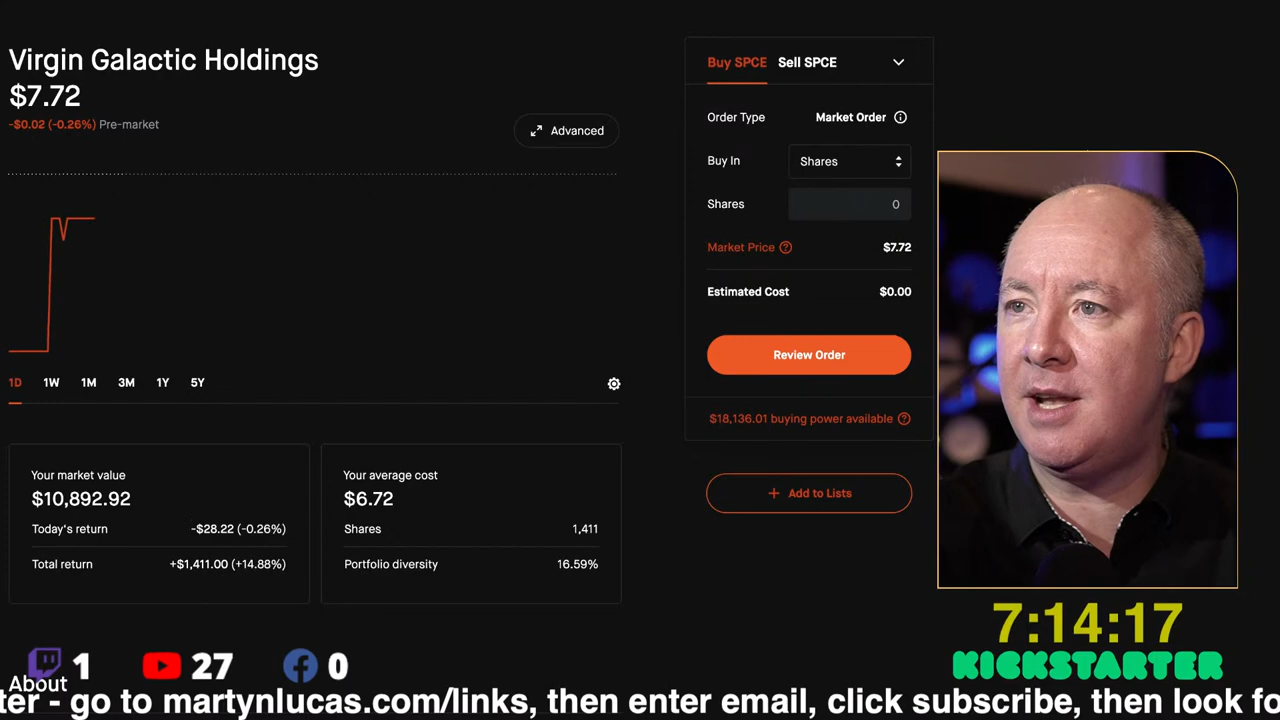 Virgin Galactic Holdings
$7.72
-$0.02 (-0.26%) Pre-market
Advanced
1D 1W 1M 3M 1Y 5Y
Your market value
$10,892.92
Today's return -$28.22 (-0.26%)
Total return +$1,411.00 (+14.88%)
Your average cost
$6.72
Shares 1,411
Portfolio diversity 16.59%
Buy SPCE Sell SPCE
Order Type Market Order
Buy In Shares
Shares 0
Market Price $7.72
Estimated Cost $0.00
Review Order
$18,136.01 buying power available
+ Add to Lists
7:14:17
KICKSTARTER
1 27 0
About
ter - go to martynlucas.com/links, then enter email, click subscribe, then look fo